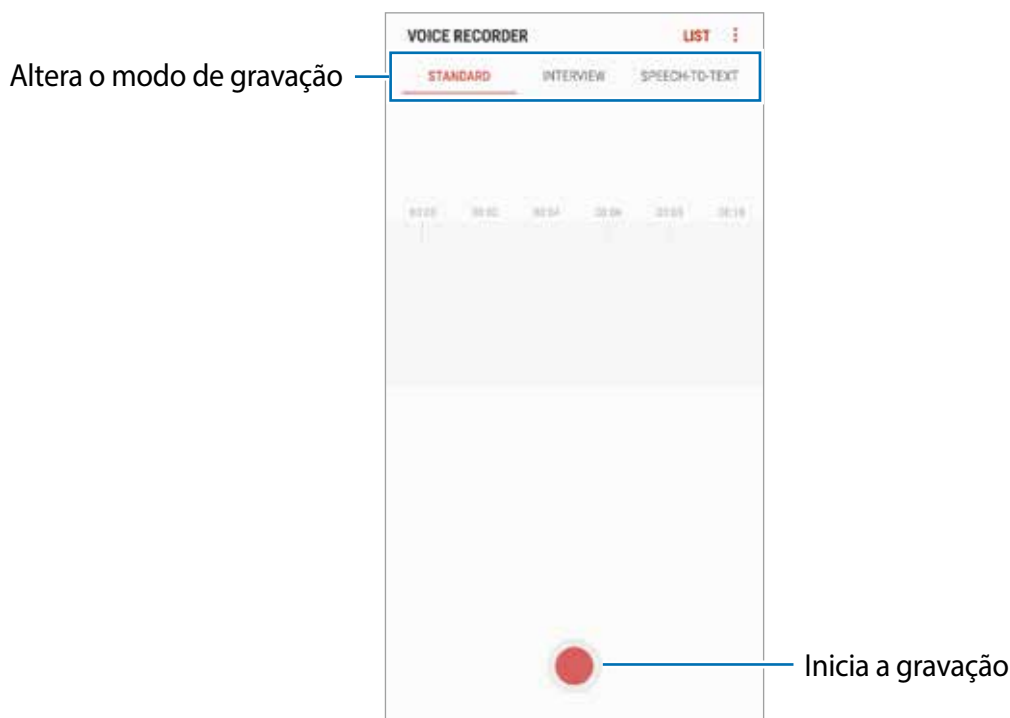 VOICE RECORDER LIST
Altera o modo de gravação
STANDARD INTERVIEW SPEECH-TO-TEXT
Inicia a gravação